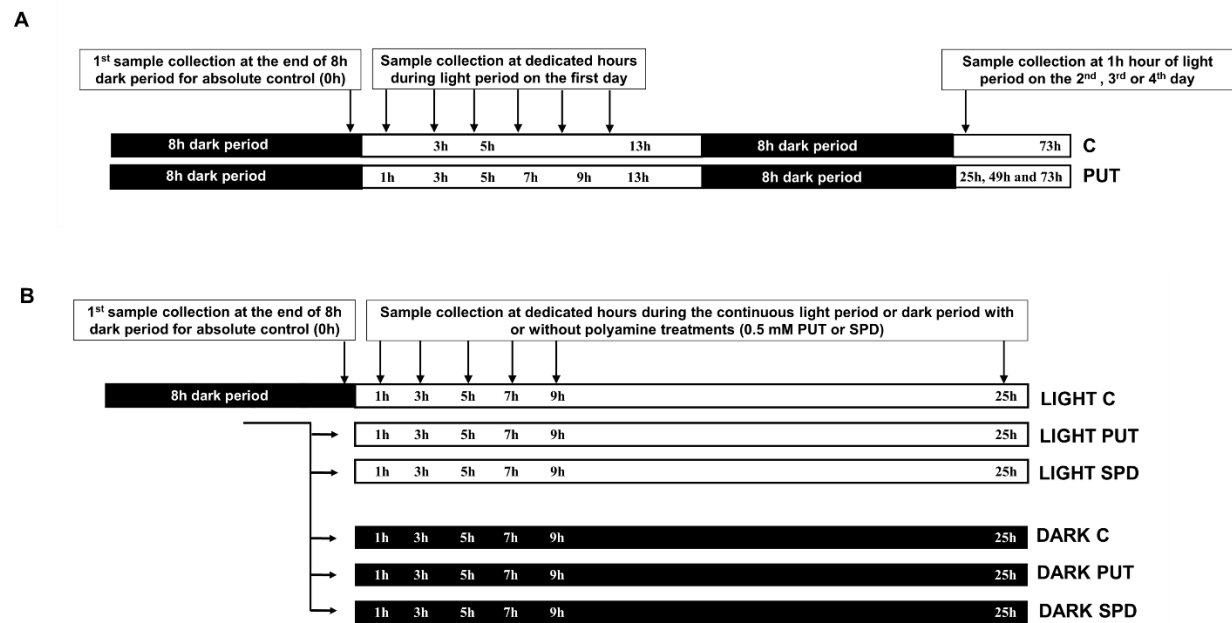 A
1st sample collection at the end of 8h
dark period for absolute control (0h)
Sample collection at dedicated hours
during light period on the first day
Sample collection at 1h hour of light
period on the 2nd , 3rd or 4th day
8h dark period 3h 5h 13h 8h dark period 73h C
8h dark period 1h 3h 5h 7h 9h 13h 8h dark period 25h, 49h and 73h PUT
B
1st sample collection at the end of 8h
dark period for absolute control (0h)
Sample collection at dedicated hours during the continuous light period or dark period with
or without polyamine treatments (0.5 mM PUT or SPD)
8h dark period 1h 3h 5h 7h 9h 25h LIGHT C
1h 3h 5h 7h 9h 25h LIGHT PUT
1h 3h 5h 7h 9h 25h LIGHT SPD
1h 3h 5h 7h 9h 25h DARK C
1h 3h 5h 7h 9h 25h DARK PUT
1h 3h 5h 7h 9h 25h DARK SPD